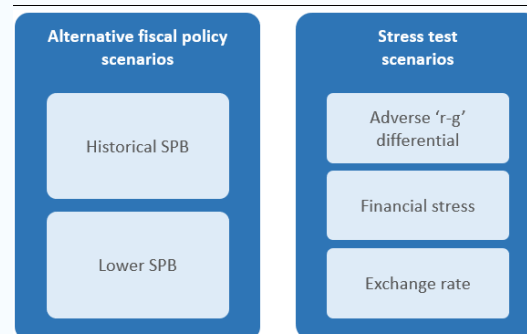 Alternative fiscal policy
scenarios
Historical SPB
Lower SPB
Stress test
scenarios
Adverse ‘r-g’
differential
Financial stress
Exchange rate